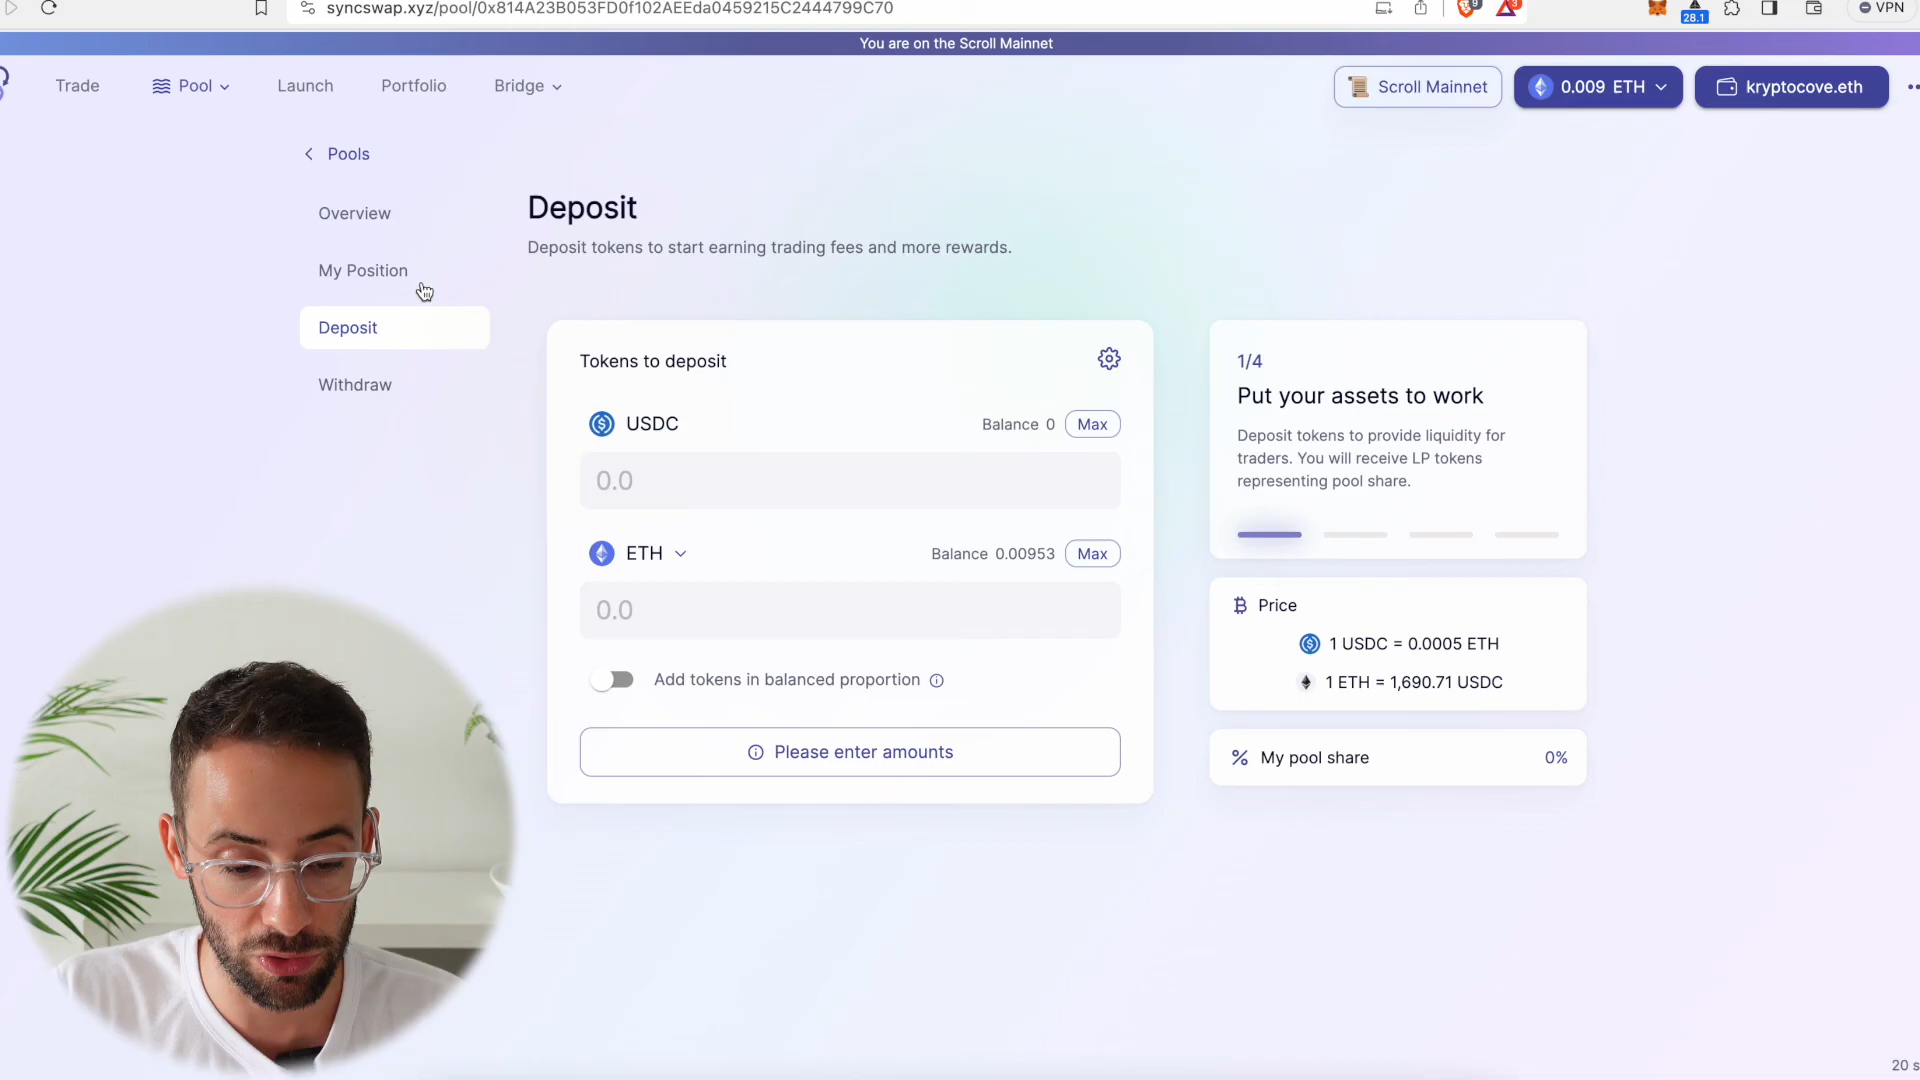 syncswap.xyz/pool/0x814A23B053FD0f102AEEda0459215C2444799C70
9
3
28.1
VPN
You are on the Scroll Mainnet
Trade
Pool
Launch
Portfolio
Bridge
Scroll Mainnet
0.009 ETH
kryptocove.eth
Pools
Overview
My Position
Deposit
Withdraw
Deposit
Deposit tokens to start earning trading fees and more rewards.
Tokens to deposit
USDC
Balance 0
Max
0.0
ETH
Balance 0.00953
Max
0.0
Add tokens in balanced proportion
Please enter amounts
1/4
Put your assets to work
Deposit tokens to provide liquidity for
traders. You will receive LP tokens
representing pool share.
Price
1 USDC = 0.0005 ETH
1 ETH = 1,690.71 USDC
My pool share
0%
20 s